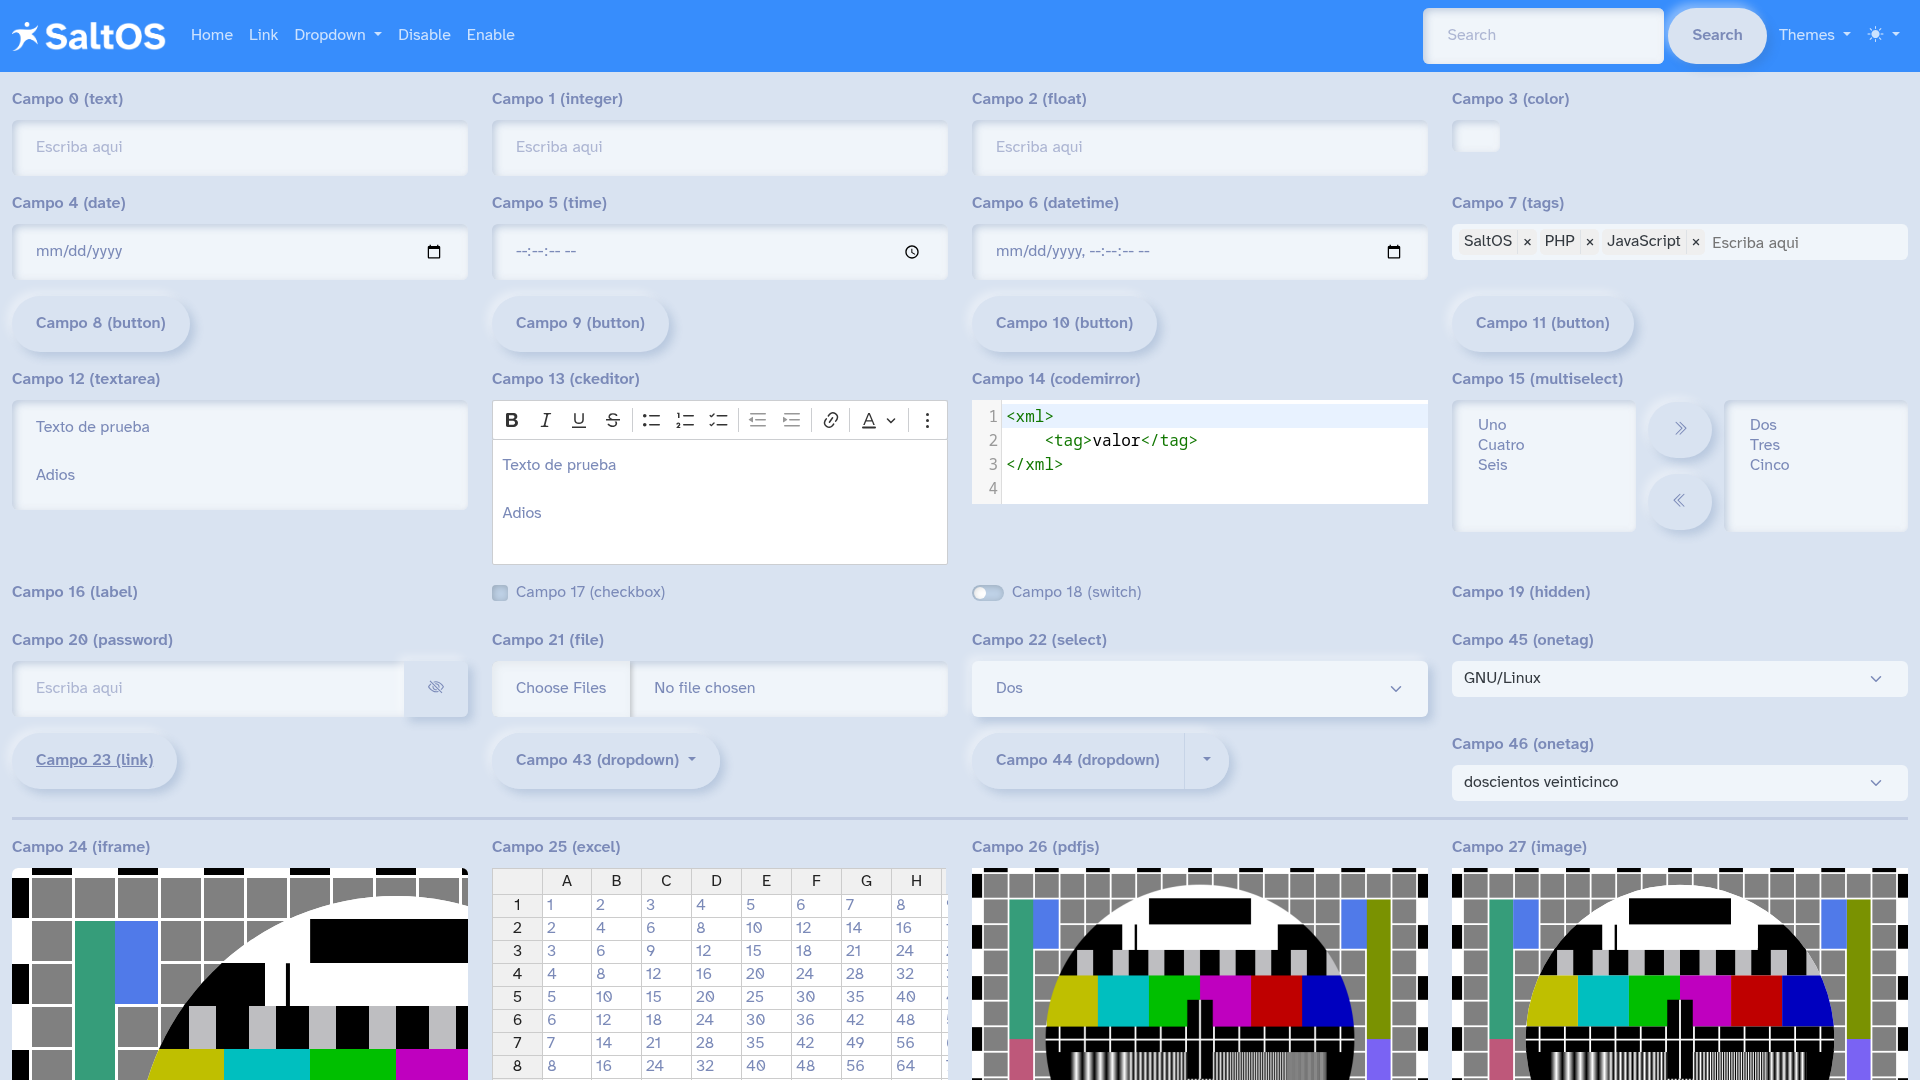 SaltOS Home Link Dropdown Disable Enable Search Search Themes
Campo 0 (text) Campo 1 (integer) Campo 2 (float) Campo 3 (color)
Escriba aqui Escriba aqui Escriba aqui
Campo 4 (date) Campo 5 (time) Campo 6 (datetime) Campo 7 (tags)
mm/dd/yyyy --:--:-- -- mm/dd/yyyy, --:--:-- -- SaltOS × PHP × JavaScript × Escriba aqui
Campo 8 (button) Campo 9 (button) Campo 10 (button) Campo 11 (button)
Campo 12 (textarea) Campo 13 (ckeditor) Campo 14 (codemirror) Campo 15 (multiselect)
Texto de prueba
Adios
B I U S A
Texto de prueba
Adios
1 <xml>
2 <tag>valor</tag>
3 </xml>
4
Uno
Cuatro
Seis
Dos
Tres
Cinco
Campo 16 (label) Campo 17 (checkbox) Campo 18 (switch) Campo 19 (hidden)
Campo 20 (password) Campo 21 (file) Campo 22 (select) Campo 45 (onetag)
Escriba aqui Choose Files No file chosen Dos GNU/Linux
Campo 23 (link) Campo 43 (dropdown) Campo 44 (dropdown) Campo 46 (onetag)
doscientos veinticinco
Campo 24 (iframe) Campo 25 (excel) Campo 26 (pdfjs) Campo 27 (image)
A B C D E F G H
1 1 2 3 4 5 6 7 8
2 2 4 6 8 10 12 14 16
3 3 6 9 12 15 18 21 24
4 4 8 12 16 20 24 28 32
5 5 10 15 20 25 30 35 40
6 6 12 18 24 30 36 42 48
7 7 14 21 28 35 42 49 56
8 8 16 24 32 40 48 56 64